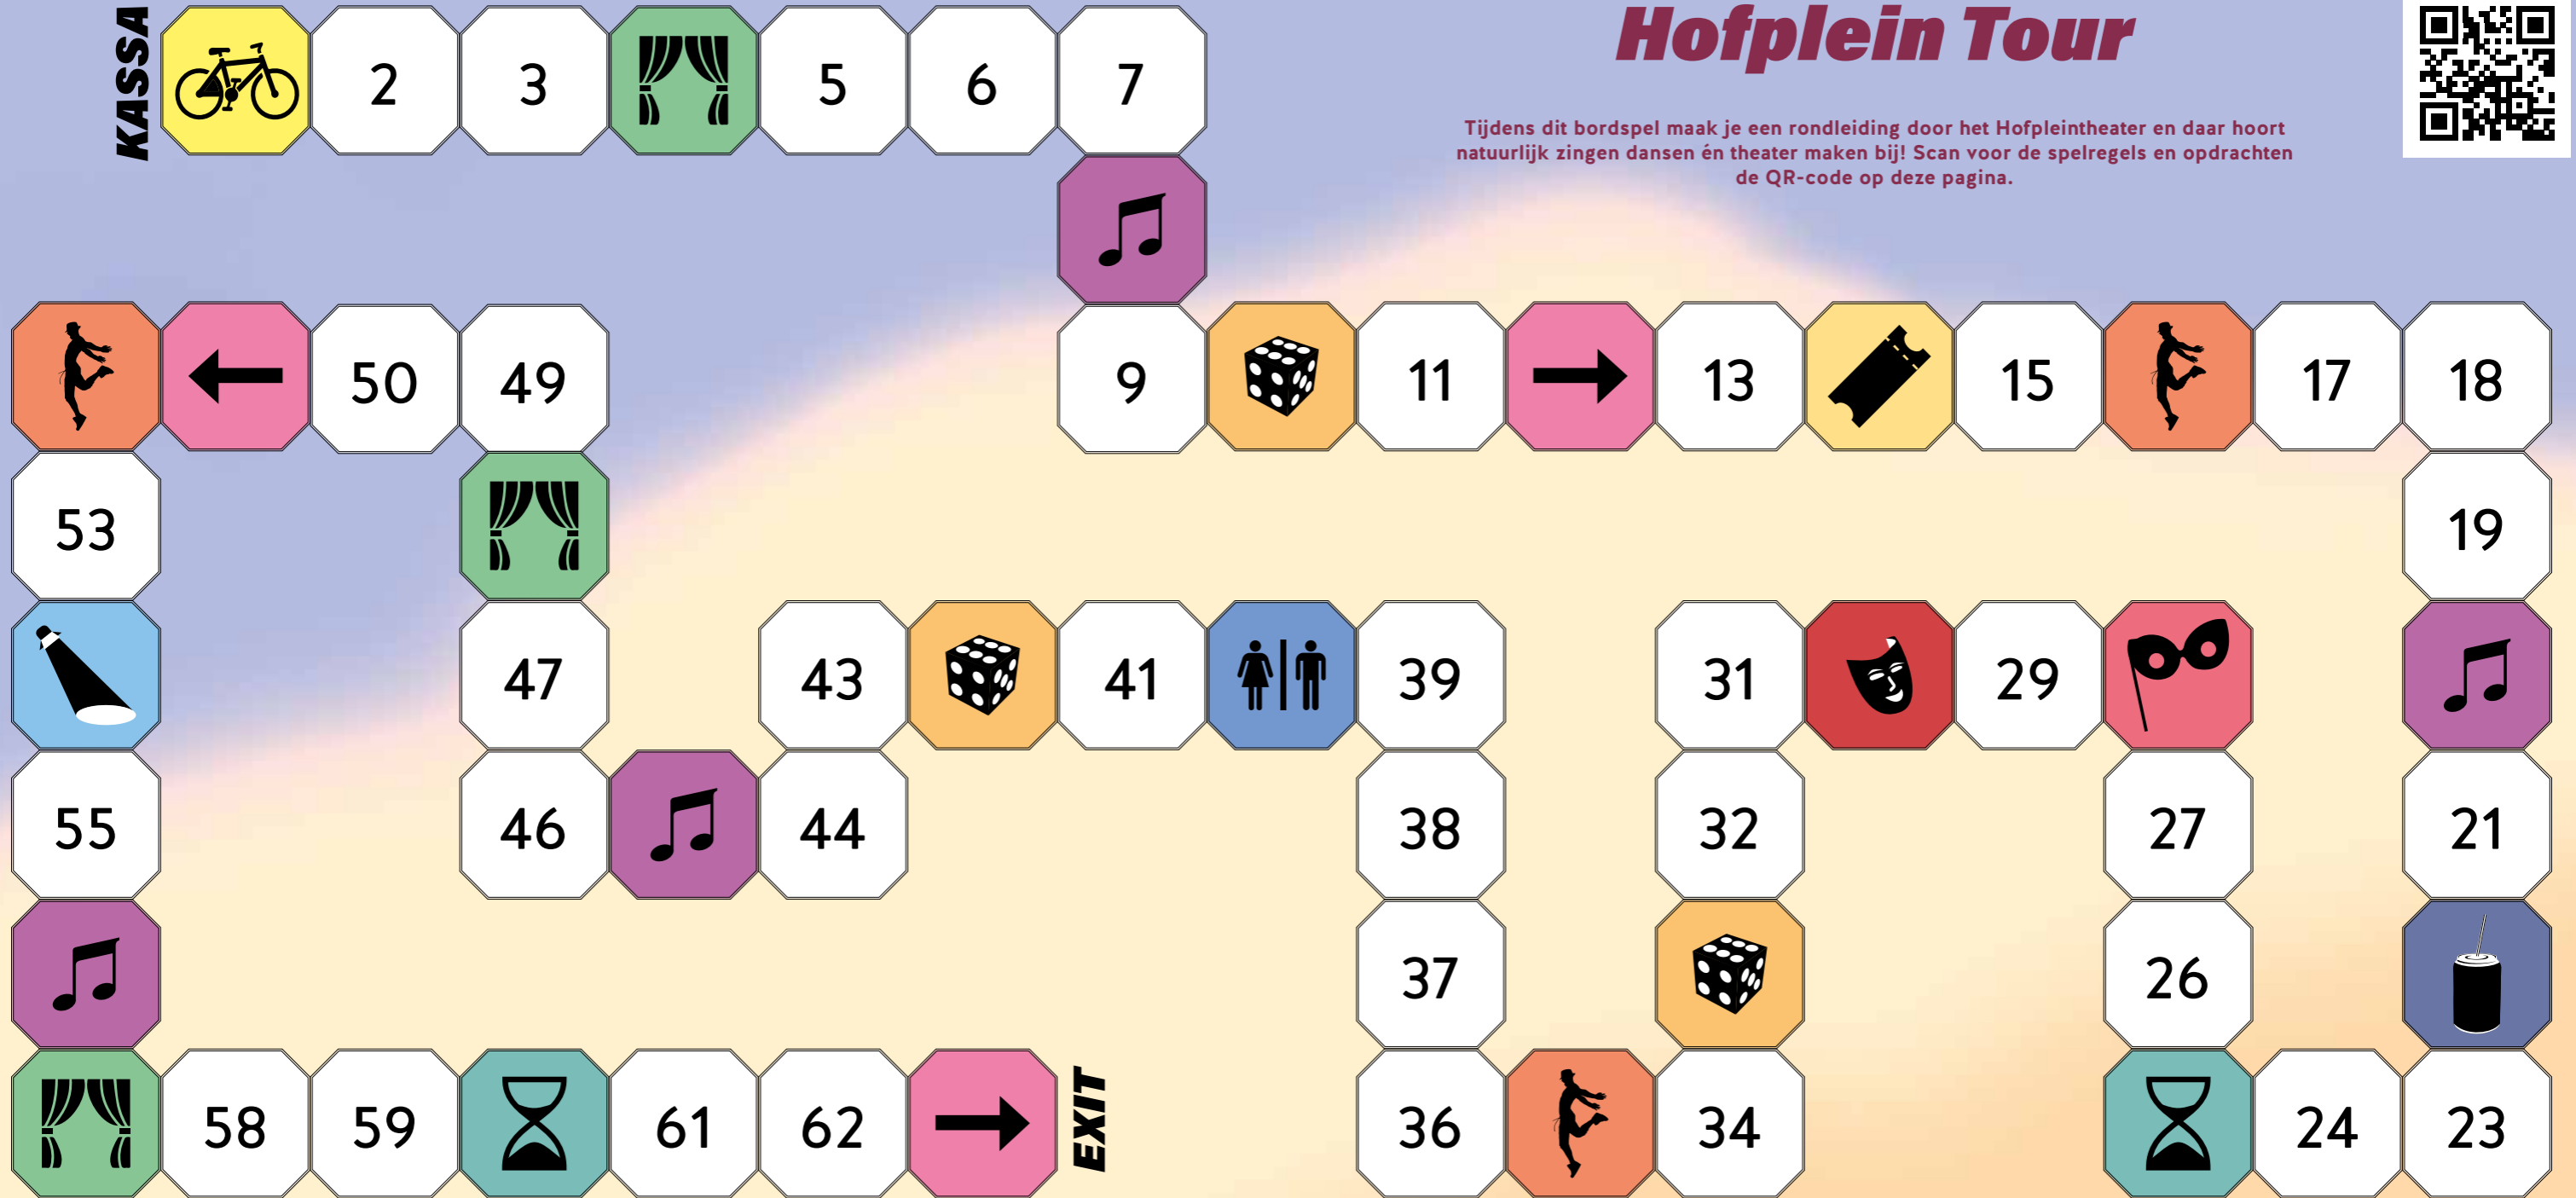 KASSA
2 3 5 6 7
Hofplein Tour
Tijdens dit bordspel maak je een rondleiding door het Hofpleintheater en daar hoort
natuurlijk zingen dansen én theater maken bij! Scan voor de spelregels en opdrachten
de QR-code op deze pagina.
50 49 9 11 13 15 17 18
53 19
47 43 41 39 31 29
55 46 44 38 32 27 21
37 26
58 59 61 62 EXIT 36 34 24 23